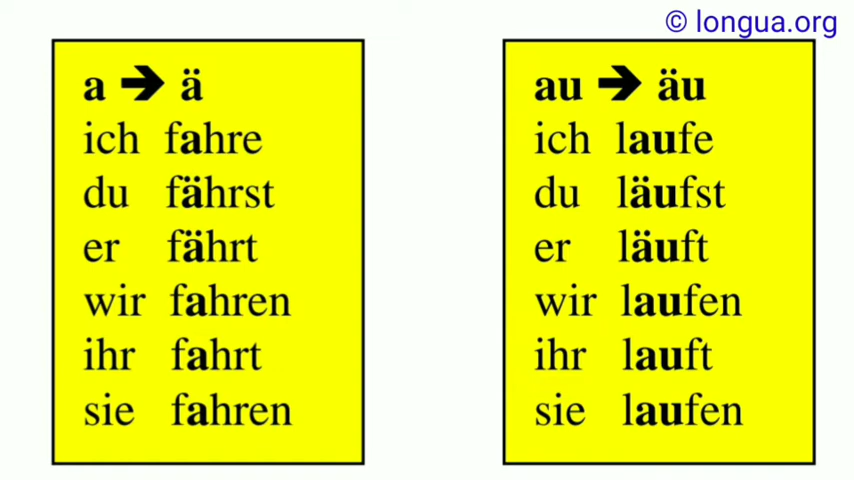 © longua.org
a ➔ ä
ich fahre
du fährst
er fährt
wir fahren
ihr fahrt
sie fahren
au ➔ äu
ich laufe
du läufst
er läuft
wir laufen
ihr lauft
sie laufen